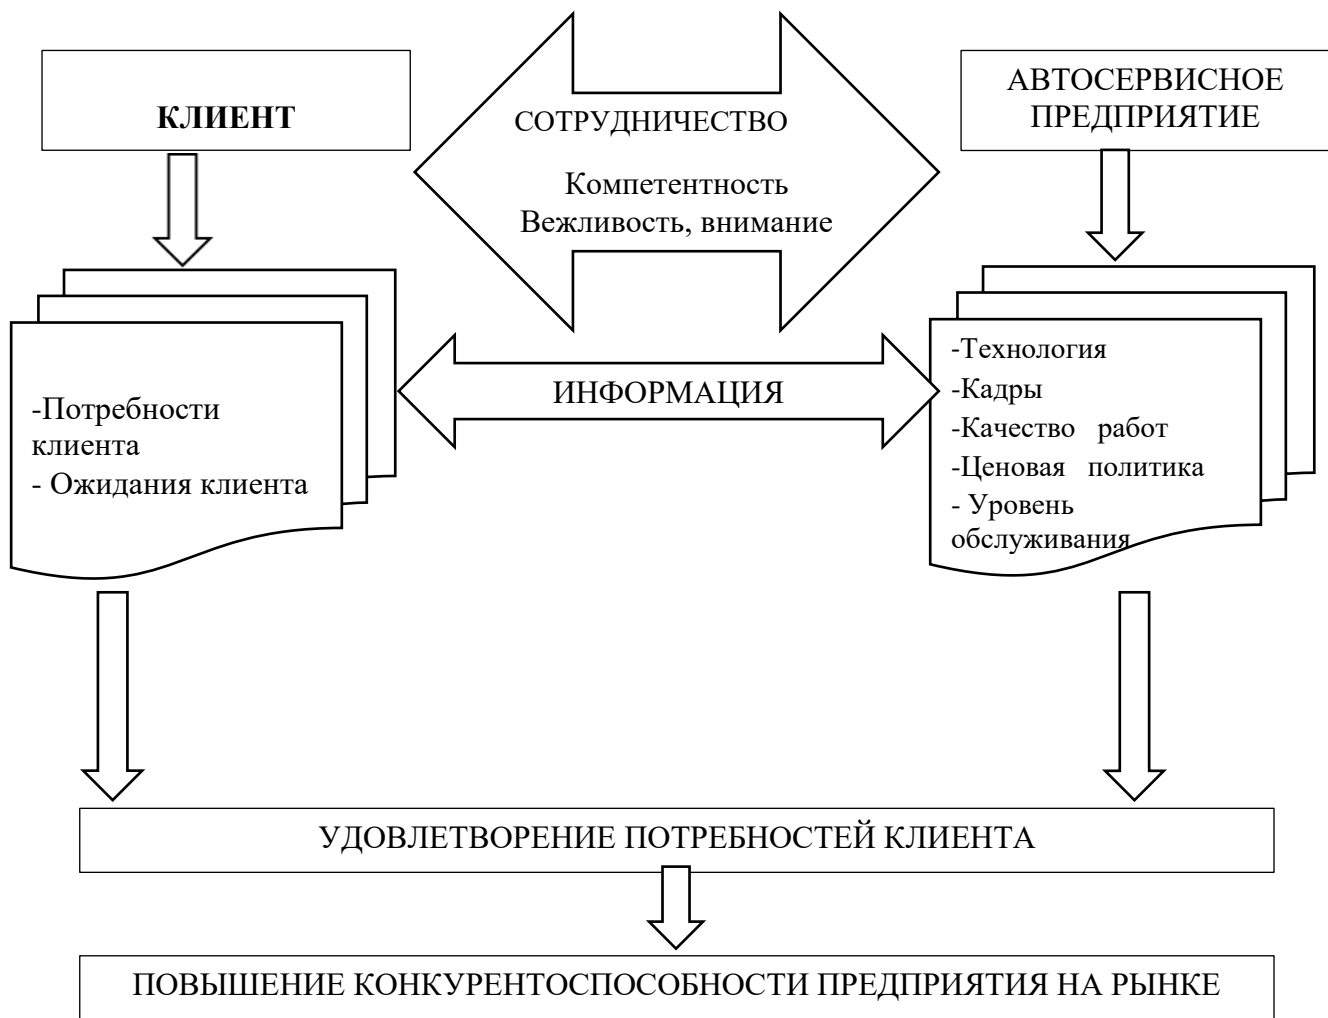 КЛИЕНТ
СОТРУДНИЧЕСТВО
Компетентность
Вежливость, внимание
АВТОСЕРВИСНОЕ
ПРЕДПРИЯТИЕ
-Потребности
клиента
- Ожидания клиента
ИНФОРМАЦИЯ
-Технология
-Кадры
-Качество работ
-Ценовая политика
- Уровень
обслуживания
УДОВЛЕТВОРЕНИЕ ПОТРЕБНОСТЕЙ КЛИЕНТА
ПОВЫШЕНИЕ КОНКУРЕНТОСПОСОБНОСТИ ПРЕДПРИЯТИЯ НА РЫНКЕ